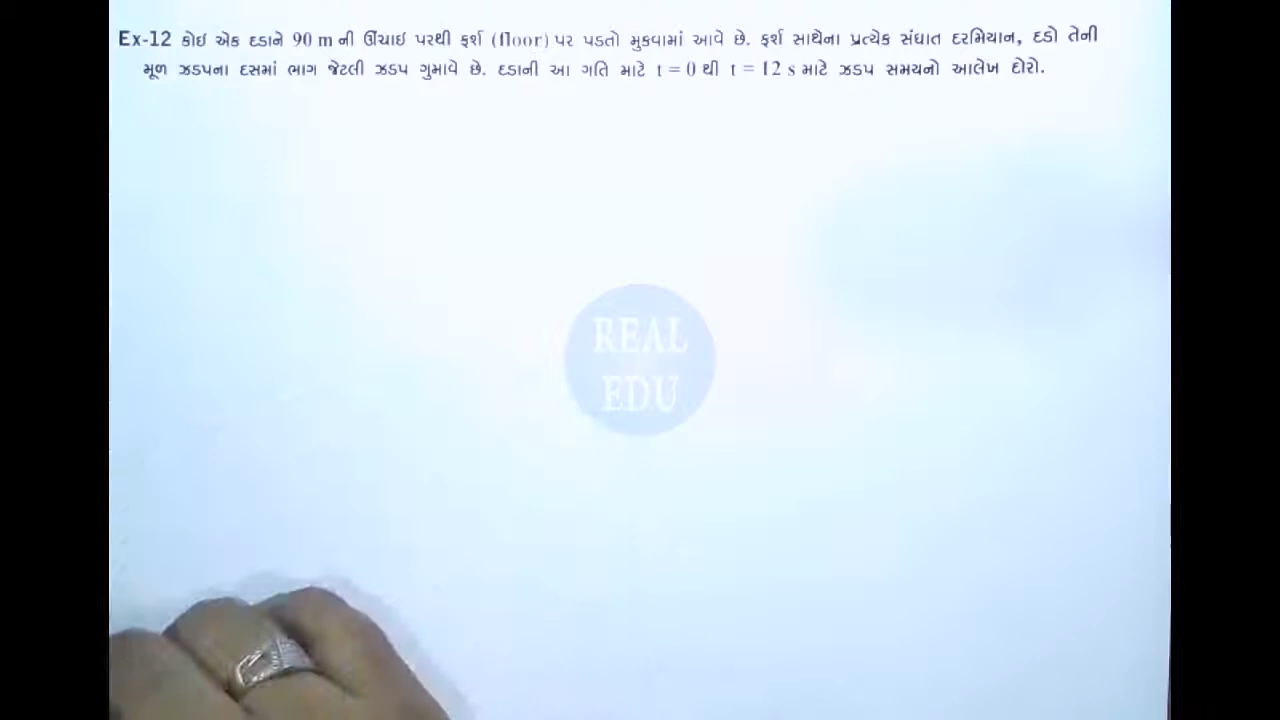 Ex-12 કોઇ એક દડાને 90 m ની ઊંચાઇ પરથી ફર્શ (floor) પર પડતો મુકવામાં આવે છે. ફર્શ સાથેના પ્રત્યેક સંઘાત દરમિયાન, દડો તેની
મૂળ ઝડપના દસમાં ભાગ જેટલી ઝડપ ગુમાવે છે. દડાની આ ગતિ માટે t = 0 થી t = 12 s માટે ઝડપ સમયનો આલેખ દોરો.
REAL
EDU